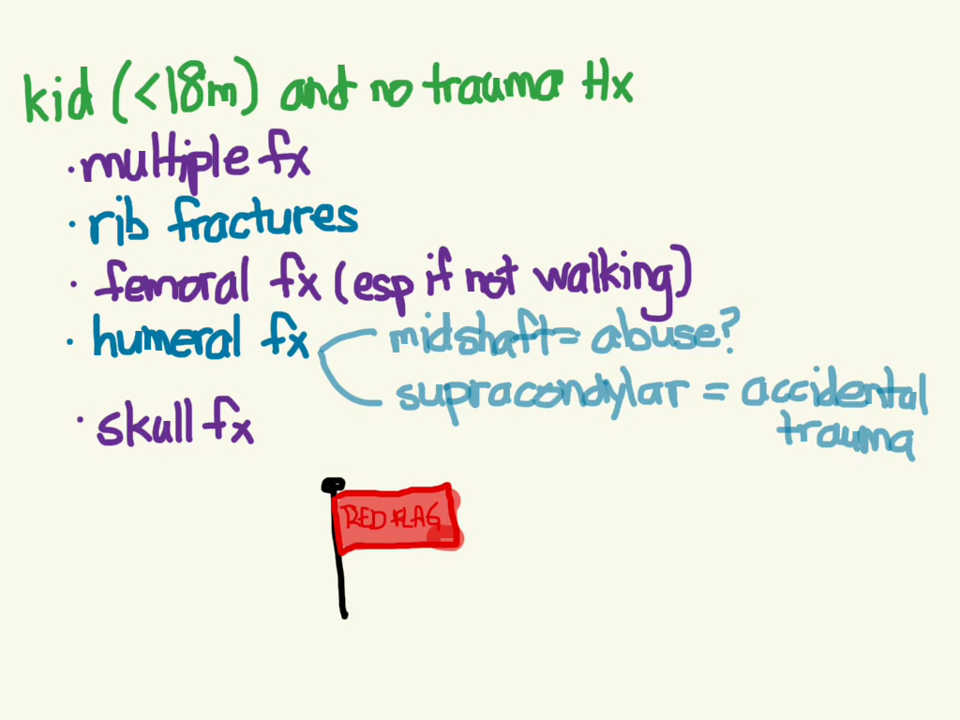 kid (<18m) and no trauma Hx
· multiple fx
· rib fractures
· femoral fx (esp if not walking)
· humeral fx
midshaft = abuse?
supracondylar = accidental
trauma
· skull fx
RED FLAG